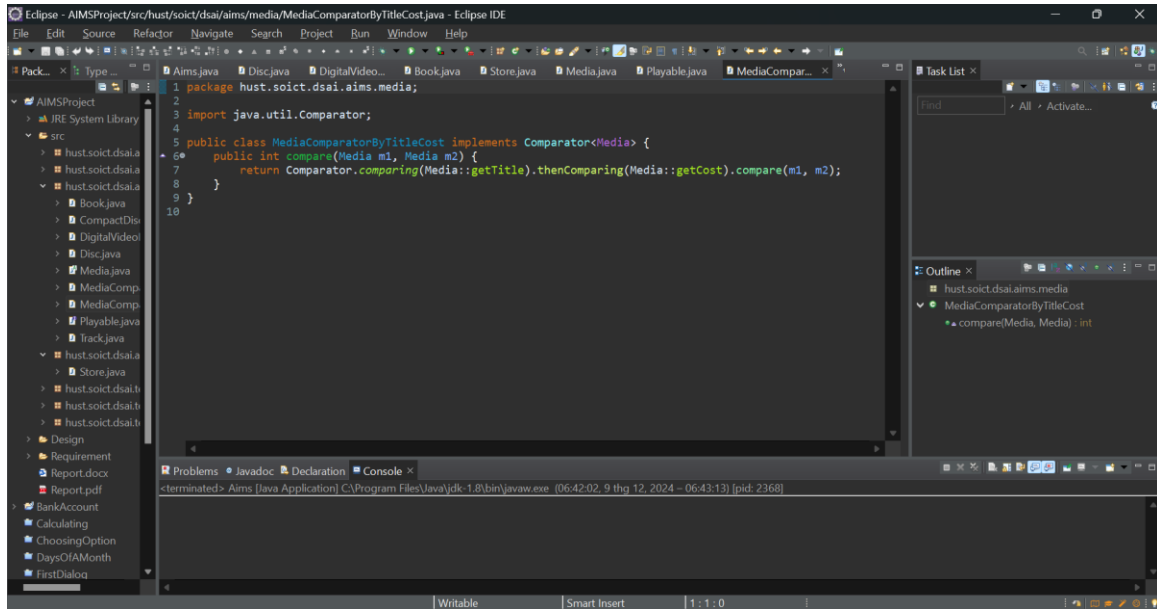 Eclipse - AIMSProject/src/hust/soict/dsai/aims/media/MediaComparatorByTitleCost.java - Eclipse IDE
File Edit Source Refactor Navigate Search Project Run Window Help
Pack... Type ...
Aims.java Disc.java DigitalVideo... Book.java Store.java Media.java Playable.java MediaCompar...
Task List
AIMSProject
JRE System Library
src
hust.soict.dsai.a
hust.soict.dsai.a
hust.soict.dsai.a
Book.java
CompactDis
DigitalVideo
Disc.java
Media.java
MediaComp
MediaComp
Playable.java
Track.java
hust.soict.dsai.a
Store.java
hust.soict.dsai.t
hust.soict.dsai.t
hust.soict.dsai.t
Design
Requirement
Report.docx
Report.pdf
BankAccount
Calculating
ChoosingOption
DaysOfAMonth
FirstDialog
1 package hust.soict.dsai.aims.media;
2
3 import java.util.Comparator;
4
5 public class MediaComparatorByTitleCost implements Comparator<Media> {
6 public int compare(Media m1, Media m2) {
7 return Comparator.comparing(Media::getTitle).thenComparing(Media::getCost).compare(m1, m2);
8 }
9 }
10
Find All Activate...
Outline
hust.soict.dsai.aims.media
MediaComparatorByTitleCost
compare(Media, Media) : int
Problems Javadoc Declaration Console
<terminated> Aims [Java Application] C:\Program Files\Java\jdk-1.8\bin\javaw.exe (06:42:02, 9 thg 12, 2024 – 06:43:13) [pid: 2368]
Writable Smart Insert 1 : 1 : 0